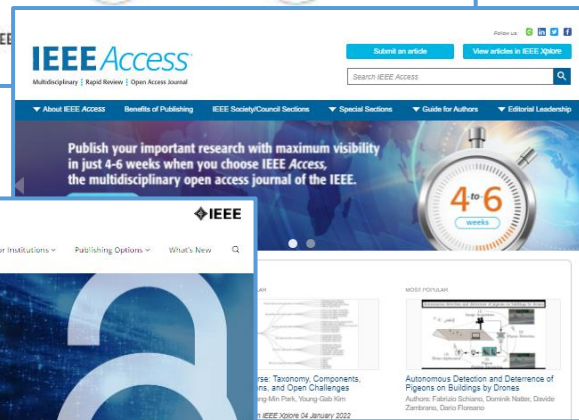 Follow us:
IEEE Access
Multidisciplinary | Rapid Review | Open Access Journal
Submit an article
View articles in IEEE Xplore
Search IEEE Access
About IEEE Access
Benefits of Publishing
IEEE Society/Council Sections
Special Sections
Guide for Authors
Editorial Leadership
Publish your important research with maximum visibility
in just 4-6 weeks when you choose IEEE Access,
the multidisciplinary open access journal of the IEEE.
4-to-6
weeks
IEEE
or Institutions
Publishing Options
What's New
MOST POPULAR
rse: Taxonomy, Components,
ns, and Open Challenges
ng-Min Park, Young-Gab Kim
n IEEE Xplore 04 January 2022
Autonomous Detection and Deterrence of
Pigeons on Buildings by Drones
Authors: Fabrizio Schiano, Dominik Natter, Davide
Zambrano, Dario Floreano